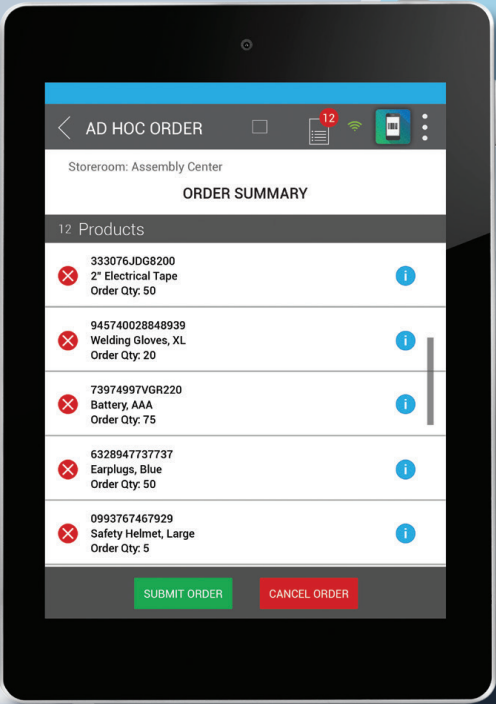 AD HOC ORDER
12
Storeroom: Assembly Center
ORDER SUMMARY
12 Products
333076JDG8200
2" Electrical Tape
Order Qty: 50
945740028848939
Welding Gloves, XL
Order Qty: 20
73974997VGR220
Battery, AAA
Order Qty: 75
6328947737737
Earplugs, Blue
Order Qty: 50
0993767467929
Safety Helmet, Large
Order Qty: 5
SUBMIT ORDER
CANCEL ORDER